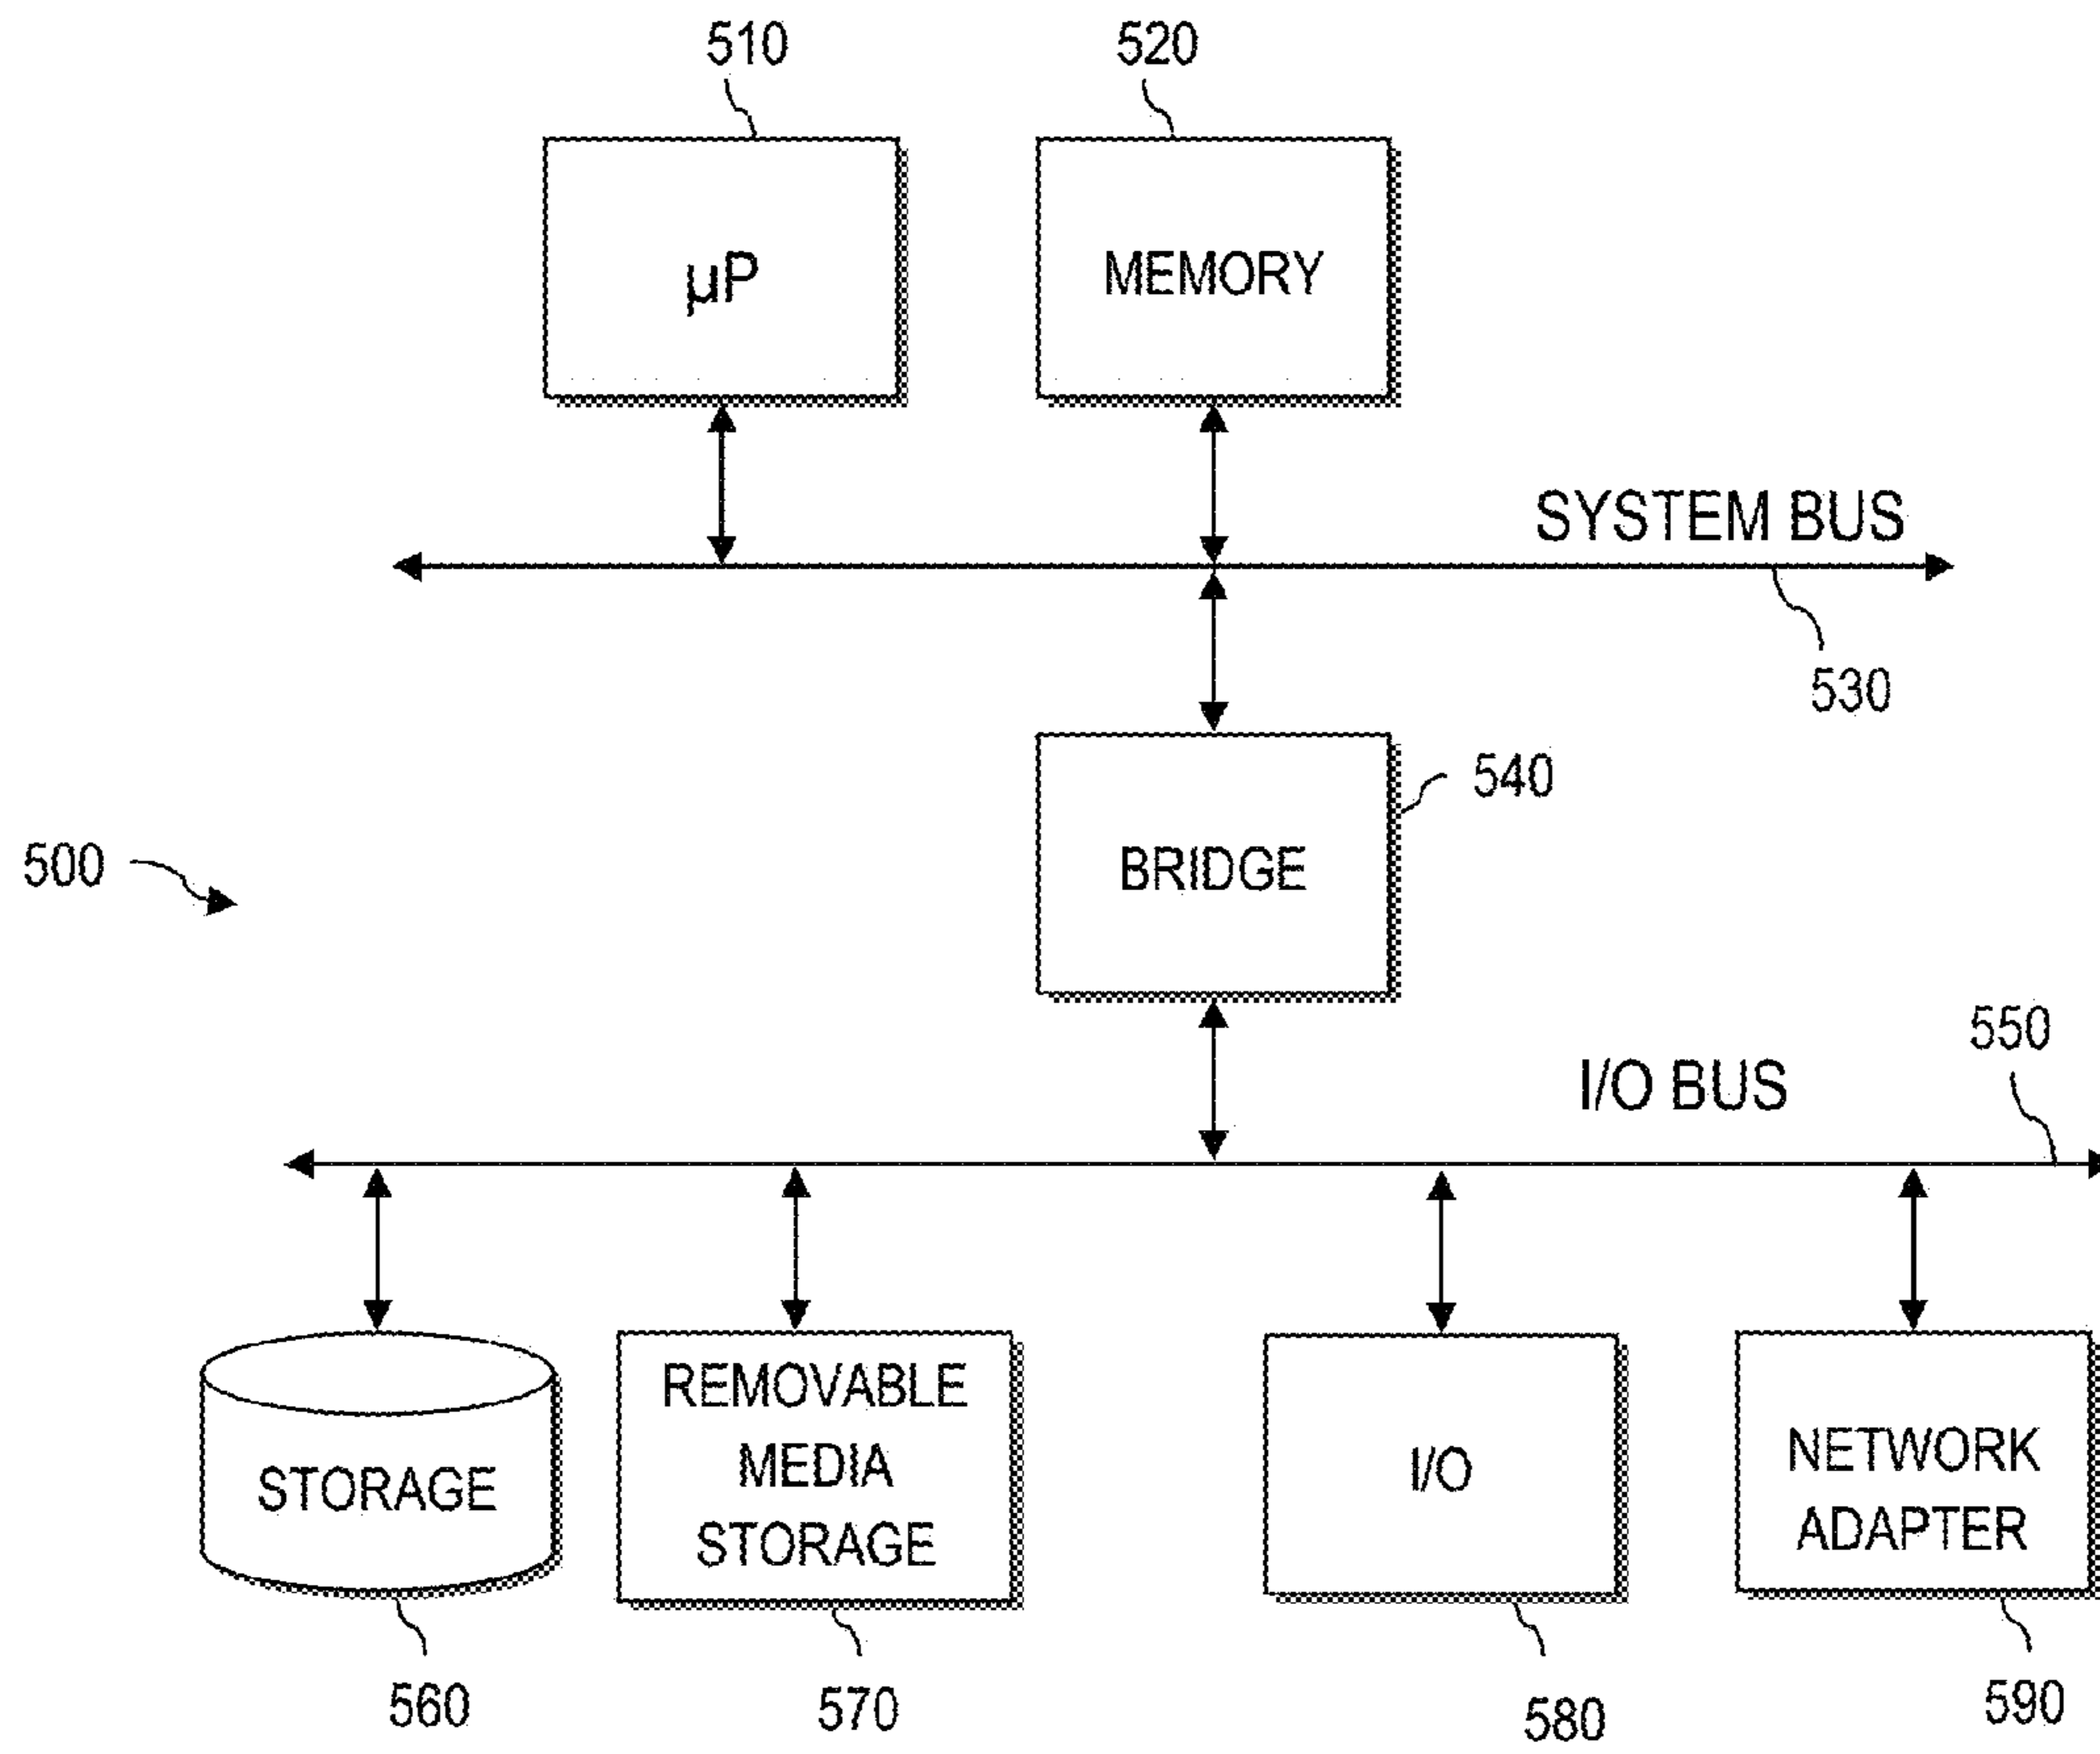 510
520
µP
MEMORY
SYSTEM BUS
530
540
BRIDGE
500
550
I/O BUS
STORAGE
REMOVABLE
MEDIA
STORAGE
I/O
NETWORK
ADAPTER
560
570
580
590